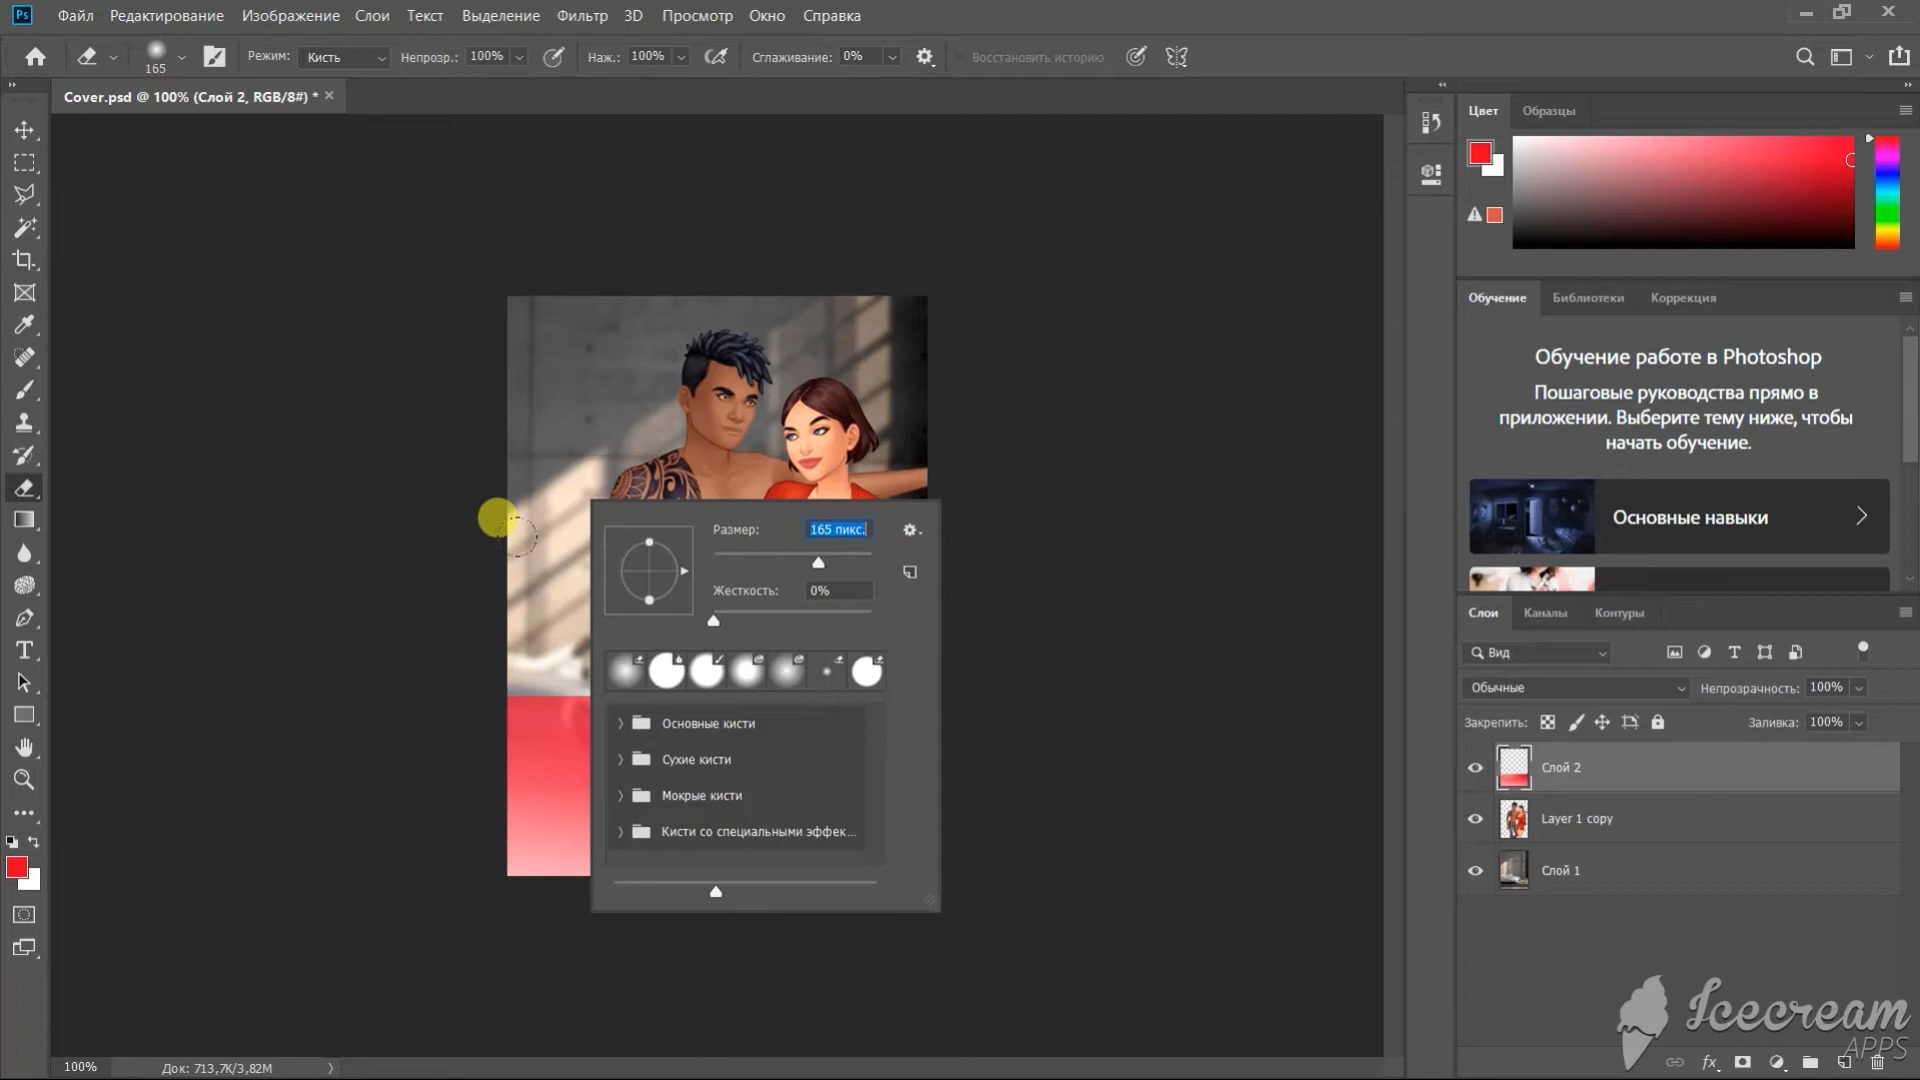 Ps Файл Редактирование Изображение Слои Текст Выделение Фильтр 3D Просмотр Окно Справка
165 Режим: Кисть Непрозр.: 100% Наж.: 100% Сглаживание: 0% Восстановить историю
Cover.psd @ 100% (Слой 2, RGB/8#) *
Цвет Образцы
Обучение Библиотеки Коррекция
Обучение работе в Photoshop
Пошаговые руководства прямо в
приложении. Выберите тему ниже, чтобы
начать обучение.
Основные навыки
Размер: 165 пикс.
Жесткость: 0%
Основные кисти
Сухие кисти
Мокрые кисти
Кисти со специальными эффек...
Слои Каналы Контуры
Вид
Обычные Непрозрачность: 100%
Закрепить: Заливка: 100%
Слой 2
Layer 1 copy
Слой 1
fx
100% Док: 713,7K/3,82M
Icecream
APPS